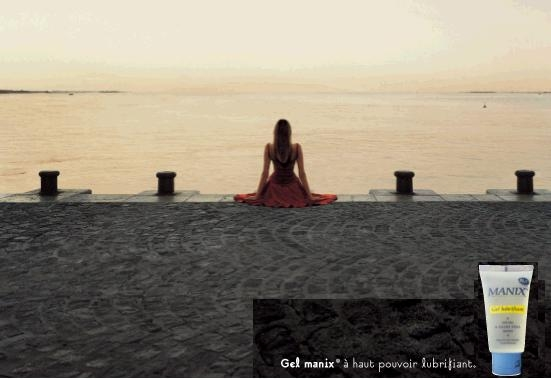 MANIX
Gel lubrifiant
Gel manix® à haut pouvoir lubrifiant.